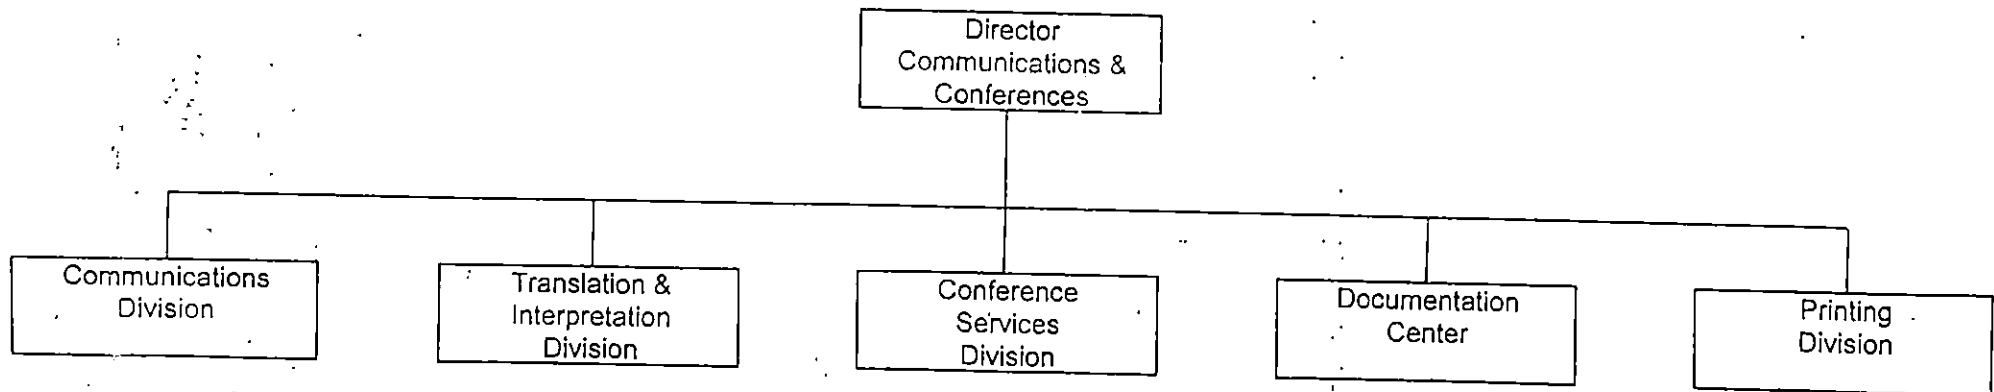 Director
Communications &
Conferences
Communications
Division
Translation &
Interpretation
Division
Conference
Services
Division
Documentation
Center
Printing
Division